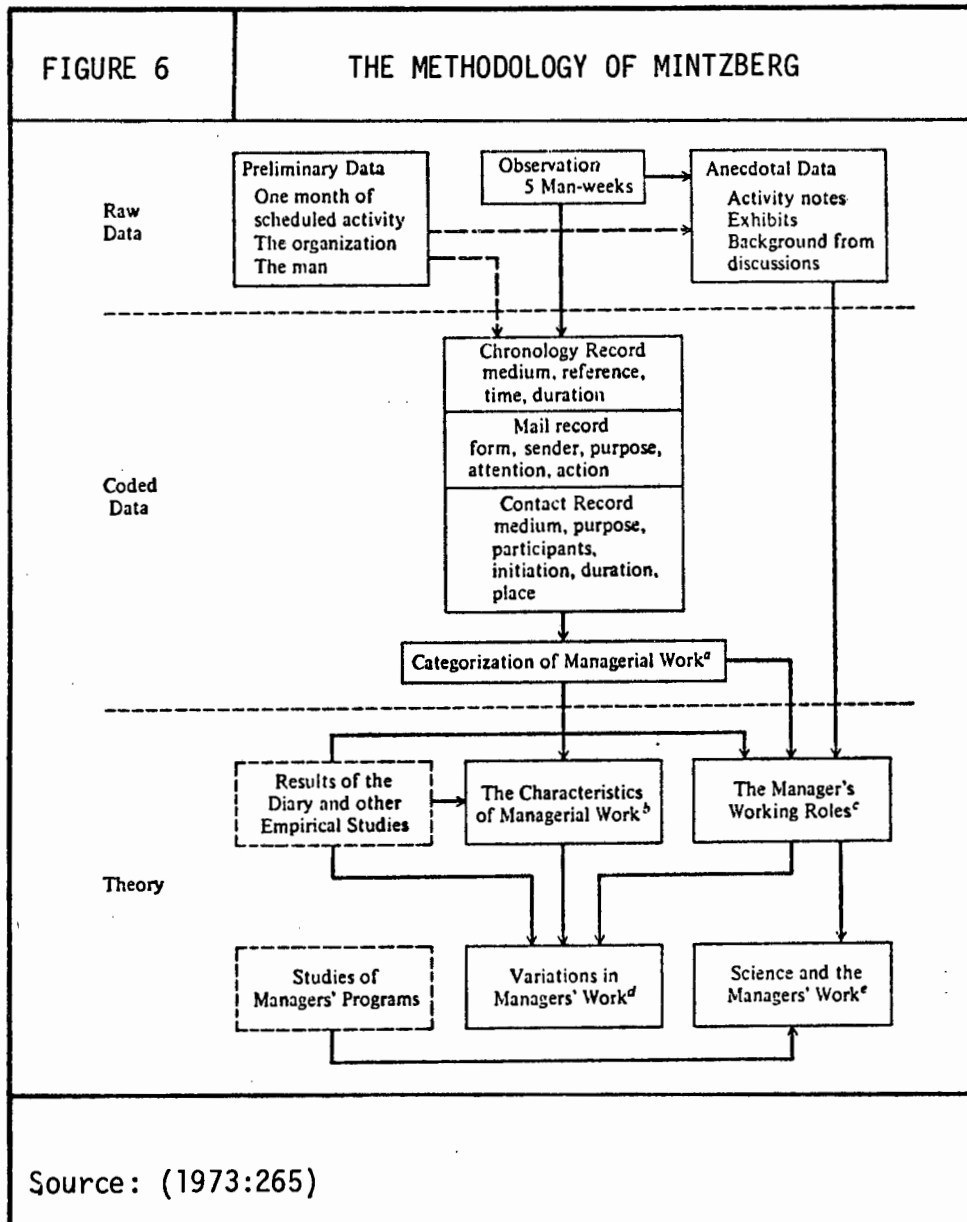 FIGURE 6
THE METHODOLOGY OF MINTZBERG
Raw
Data
Preliminary Data
One month of
scheduled activity
The organization
The man
Observation
5 Man-weeks
Anecdotal Data
Activity notes
Exhibits
Background from
discussions
Coded
Data
Chronology Record
medium, reference,
time, duration
Mail record
form, sender, purpose,
attention, action
Contact Record
medium, purpose,
participants,
initiation, duration,
place
Categorization of Managerial Work^a
Theory
Results of the
Diary and other
Empirical Studies
The Characteristics
of Managerial Work^b
The Manager's
Working Roles^c
Studies of
Managers' Programs
Variations in
Managers' Work^d
Science and the
Managers' Work^e
Source: (1973:265)